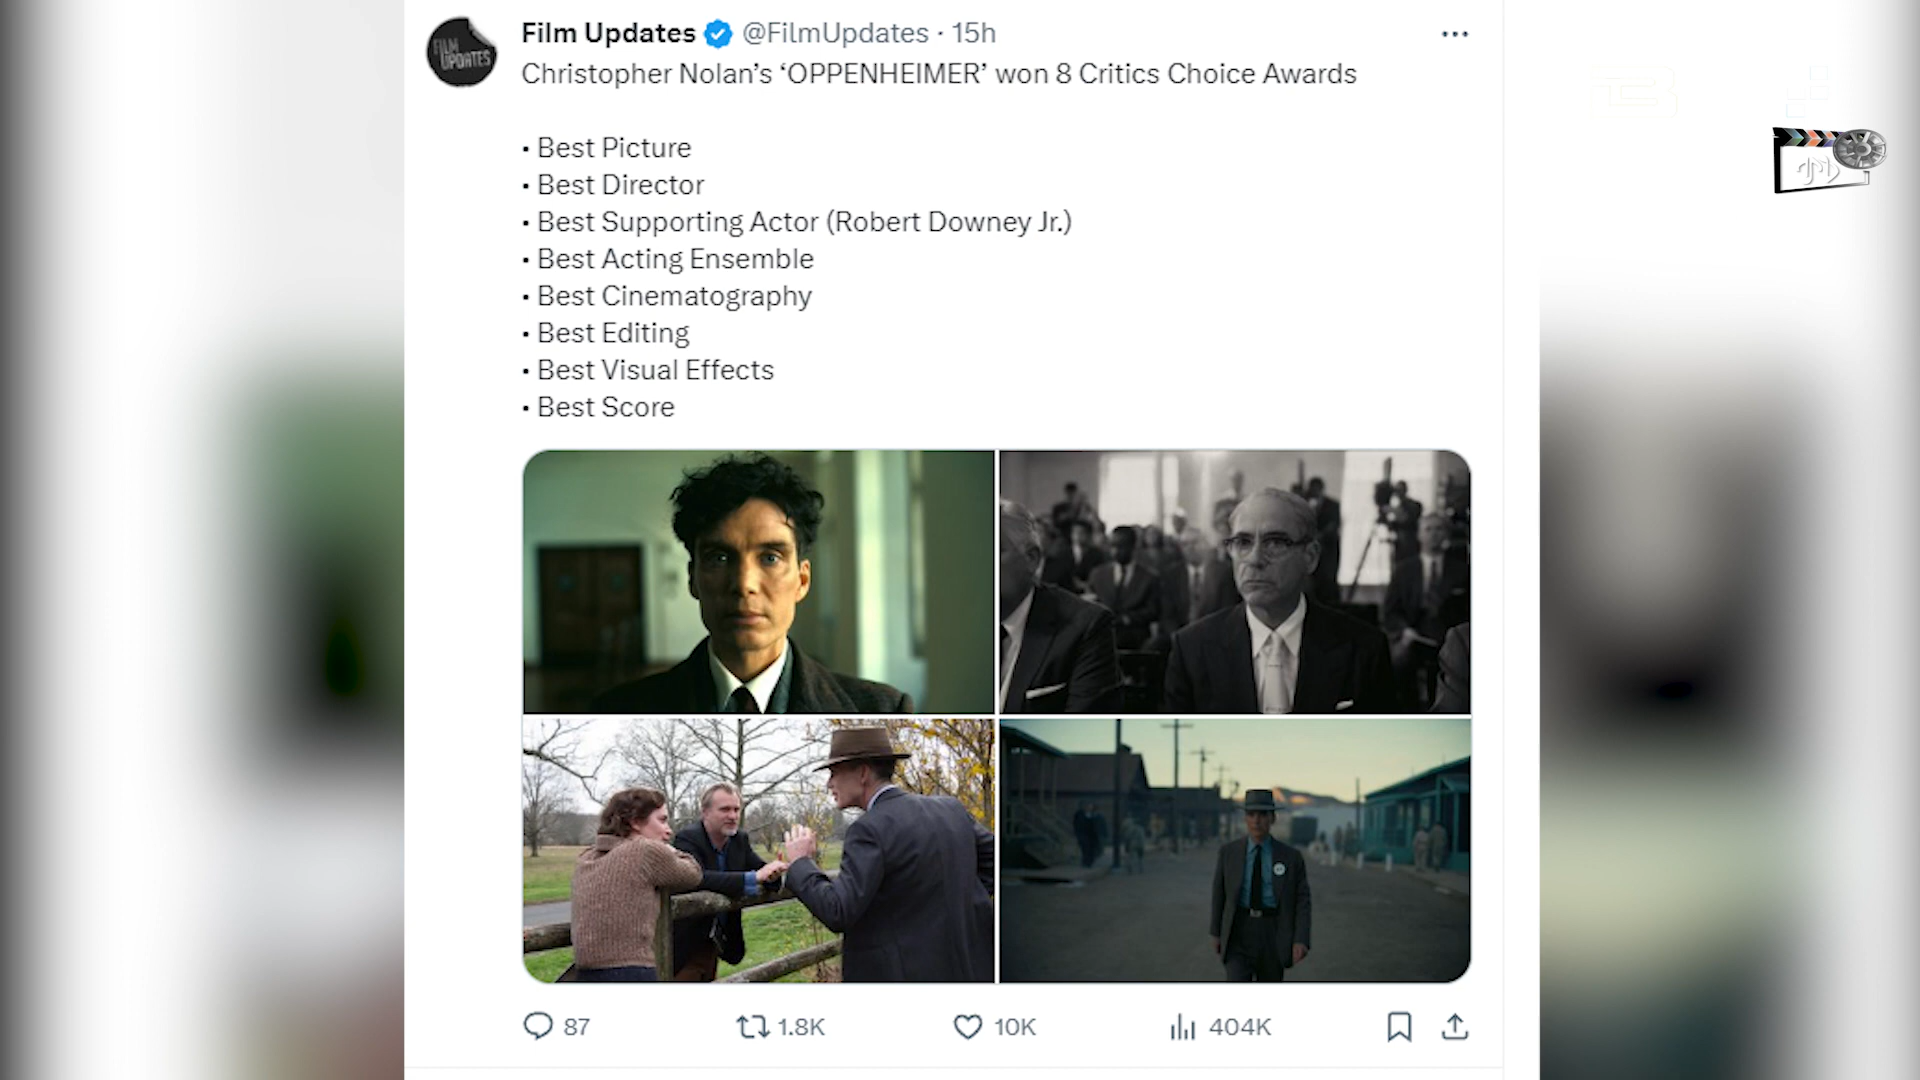 FILM UPDATES
Film Updates @FilmUpdates · 15h
Christopher Nolan’s ‘OPPENHEIMER’ won 8 Critics Choice Awards
• Best Picture
• Best Director
• Best Supporting Actor (Robert Downey Jr.)
• Best Acting Ensemble
• Best Cinematography
• Best Editing
• Best Visual Effects
• Best Score
87 1.8K 10K 404K